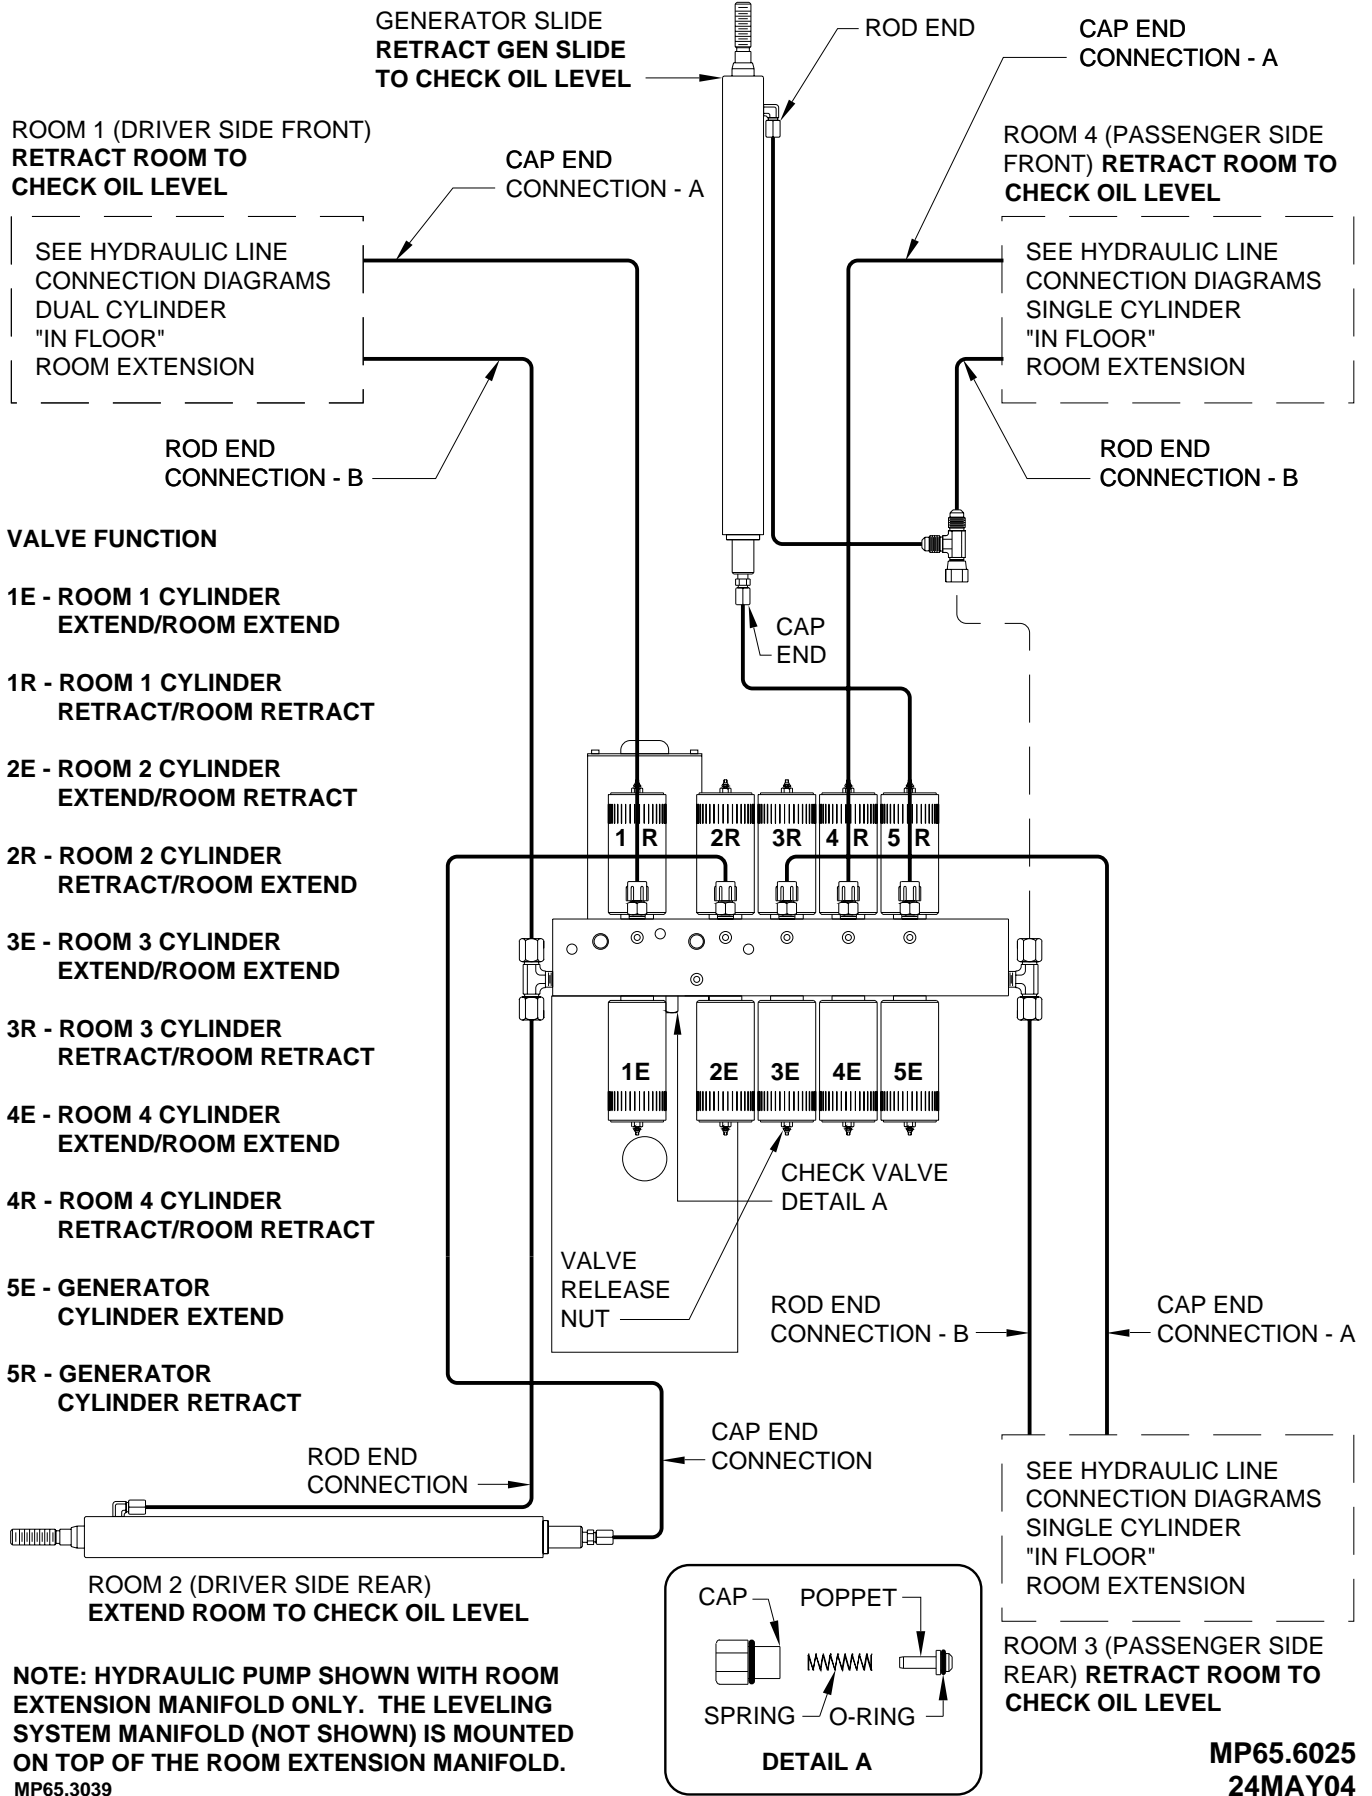 GENERATOR SLIDE
RETRACT GEN SLIDE
TO CHECK OIL LEVEL
ROD END
CAP END
CONNECTION - A
ROOM 1 (DRIVER SIDE FRONT)
RETRACT ROOM TO
CHECK OIL LEVEL
CAP END
CONNECTION - A
ROOM 4 (PASSENGER SIDE
FRONT) RETRACT ROOM TO
CHECK OIL LEVEL
SEE HYDRAULIC LINE
CONNECTION DIAGRAMS
DUAL CYLINDER
"IN FLOOR"
ROOM EXTENSION
SEE HYDRAULIC LINE
CONNECTION DIAGRAMS
SINGLE CYLINDER
"IN FLOOR"
ROOM EXTENSION
ROD END
CONNECTION - B
ROD END
CONNECTION - B
VALVE FUNCTION
1E - ROOM 1 CYLINDER
EXTEND/ROOM EXTEND
1R - ROOM 1 CYLINDER
RETRACT/ROOM RETRACT
2E - ROOM 2 CYLINDER
EXTEND/ROOM RETRACT
2R - ROOM 2 CYLINDER
RETRACT/ROOM EXTEND
3E - ROOM 3 CYLINDER
EXTEND/ROOM EXTEND
3R - ROOM 3 CYLINDER
RETRACT/ROOM RETRACT
4E - ROOM 4 CYLINDER
EXTEND/ROOM EXTEND
4R - ROOM 4 CYLINDER
RETRACT/ROOM RETRACT
5E - GENERATOR
CYLINDER EXTEND
5R - GENERATOR
CYLINDER RETRACT
CAP
END
1 R 2R 3R 4 R 5 R
1E 2E 3E 4E 5E
CHECK VALVE
DETAIL A
VALVE
RELEASE
NUT
ROD END
CONNECTION - B
CAP END
CONNECTION - A
CAP END
CONNECTION
ROD END
CONNECTION
SEE HYDRAULIC LINE
CONNECTION DIAGRAMS
SINGLE CYLINDER
"IN FLOOR"
ROOM EXTENSION
ROOM 2 (DRIVER SIDE REAR)
EXTEND ROOM TO CHECK OIL LEVEL
CAP
POPPET
SPRING
O-RING
DETAIL A
ROOM 3 (PASSENGER SIDE
REAR) RETRACT ROOM TO
CHECK OIL LEVEL
NOTE: HYDRAULIC PUMP SHOWN WITH ROOM
EXTENSION MANIFOLD ONLY. THE LEVELING
SYSTEM MANIFOLD (NOT SHOWN) IS MOUNTED
ON TOP OF THE ROOM EXTENSION MANIFOLD.
MP65.3039
MP65.6025
24MAY04